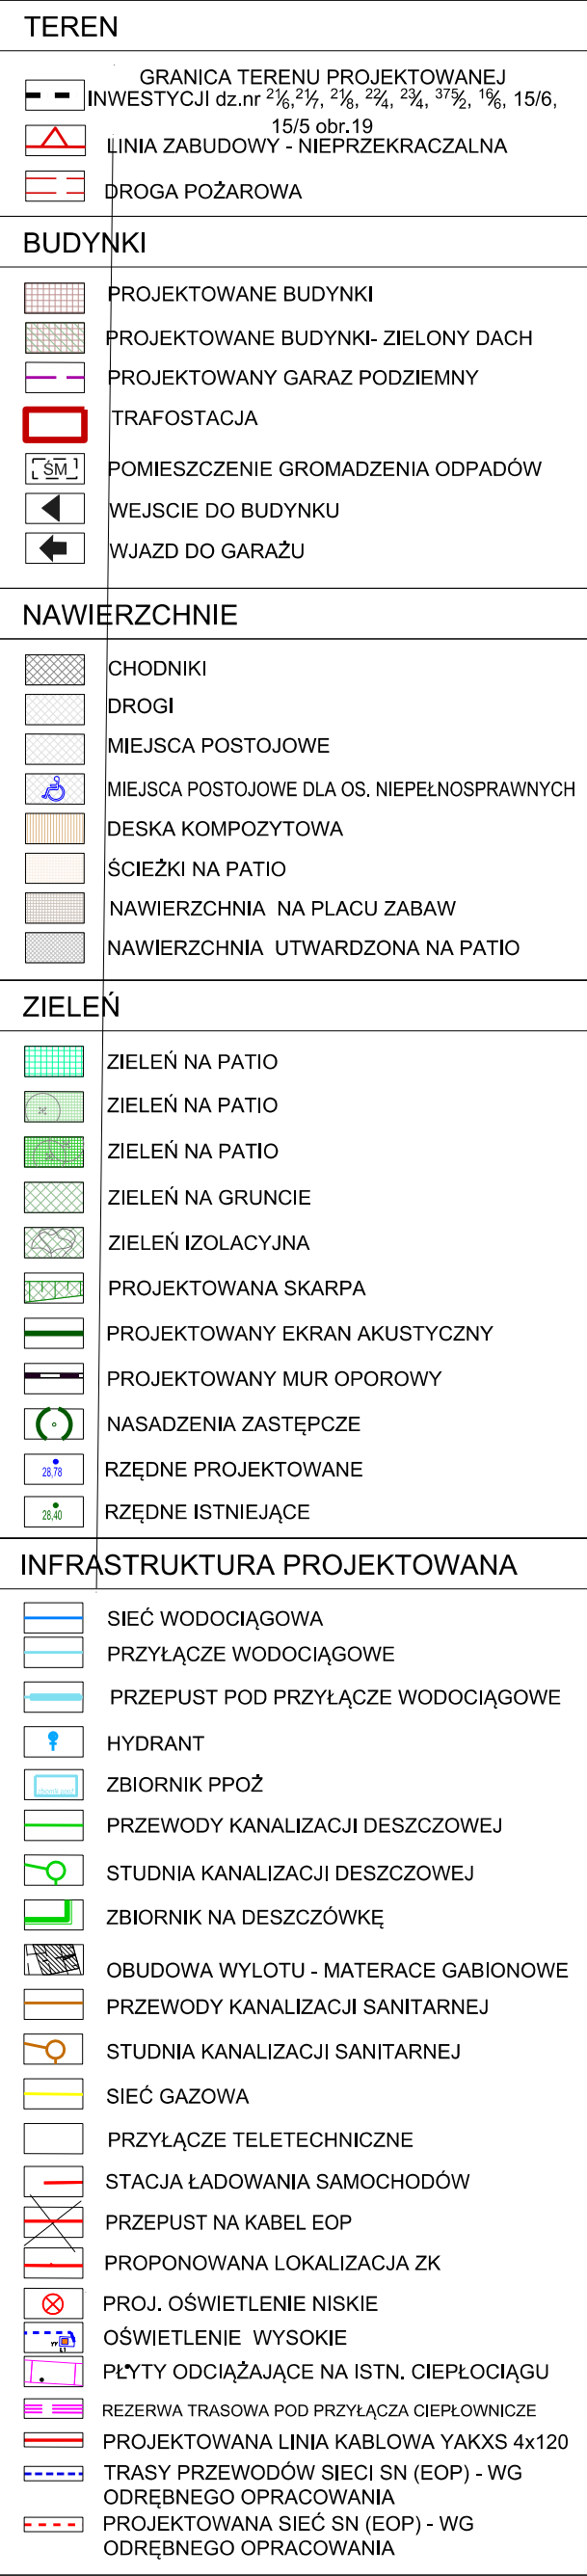 TEREN
GRANICA TERENU PROJEKTOWANEJ
INWESTYCJI dz.nr 21/6, 21/7, 21/8, 22/4, 23/4, 375/2, 16/6, 15/6,
15/5 obr.19
LINIA ZABUDOWY - NIEPRZEKRACZALNA
DROGA POŻAROWA
BUDYNKI
PROJEKTOWANE BUDYNKI
PROJEKTOWANE BUDYNKI- ZIELONY DACH
PROJEKTOWANY GARAZ PODZIEMNY
TRAFOSTACJA
ŚM POMIESZCZENIE GROMADZENIA ODPADÓW
WEJSCIE DO BUDYNKU
WJAZD DO GARAŻU
NAWIERZCHNIE
CHODNIKI
DROGI
MIEJSCA POSTOJOWE
MIEJSCA POSTOJOWE DLA OS. NIEPEŁNOSPRAWNYCH
DESKA KOMPOZYTOWA
ŚCIEŻKI NA PATIO
NAWIERZCHNIA NA PLACU ZABAW
NAWIERZCHNIA UTWARDZONA NA PATIO
ZIELEŃ
ZIELEŃ NA PATIO
ZIELEŃ NA PATIO
ZIELEŃ NA PATIO
ZIELEŃ NA GRUNCIE
ZIELEŃ IZOLACYJNA
PROJEKTOWANA SKARPA
PROJEKTOWANY EKRAN AKUSTYCZNY
PROJEKTOWANY MUR OPOROWY
NASADZENIA ZASTĘPCZE
28,78 RZĘDNE PROJEKTOWANE
28,40 RZĘDNE ISTNIEJĄCE
INFRASTRUKTURA PROJEKTOWANA
SIEĆ WODOCIĄGOWA
PRZYŁĄCZE WODOCIĄGOWE
PRZEPUST POD PRZYŁĄCZE WODOCIĄGOWE
HYDRANT
ZBIORNIK PPOŻ
PRZEWODY KANALIZACJI DESZCZOWEJ
STUDNIA KANALIZACJI DESZCZOWEJ
ZBIORNIK NA DESZCZÓWKĘ
OBUDOWA WYLOTU - MATERACE GABIONOWE
PRZEWODY KANALIZACJI SANITARNEJ
STUDNIA KANALIZACJI SANITARNEJ
SIEĆ GAZOWA
PRZYŁĄCZE TELETECHNICZNE
STACJA ŁADOWANIA SAMOCHODÓW
PRZEPUST NA KABEL EOP
PROPONOWANA LOKALIZACJA ZK
PROJ. OŚWIETLENIE NISKIE
OŚWIETLENIE WYSOKIE
PŁYTY ODCIĄŻAJĄCE NA ISTN. CIEPŁOCIĄGU
REZERWA TRASOWA POD PRZYŁĄCZA CIEPŁOWNICZE
PROJEKTOWANA LINIA KABLOWA YAKXS 4x120
TRASY PRZEWODÓW SIECI SN (EOP) - WG
ODRĘBNEGO OPRACOWANIA
PROJEKTOWANA SIEĆ SN (EOP) - WG
ODRĘBNEGO OPRACOWANIA